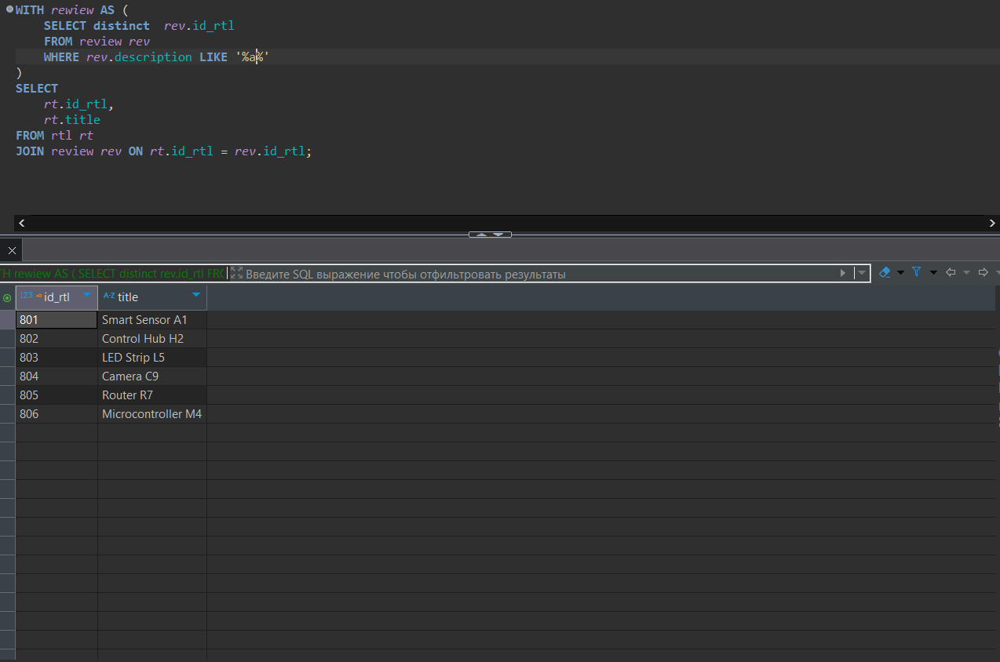 WITH rewiew AS (
SELECT distinct rev.id_rtl
FROM review rev
WHERE rev.description LIKE '%a%'
)
SELECT
rt.id_rtl,
rt.title
FROM rtl rt
JOIN review rev ON rt.id_rtl = rev.id_rtl;
TH rewiew AS ( SELECT distinct rev.id_rtl FRO Введите SQL выражение чтобы отфильтровать результаты
123 id_rtl A-Z title
801 Smart Sensor A1
802 Control Hub H2
803 LED Strip L5
804 Camera C9
805 Router R7
806 Microcontroller M4